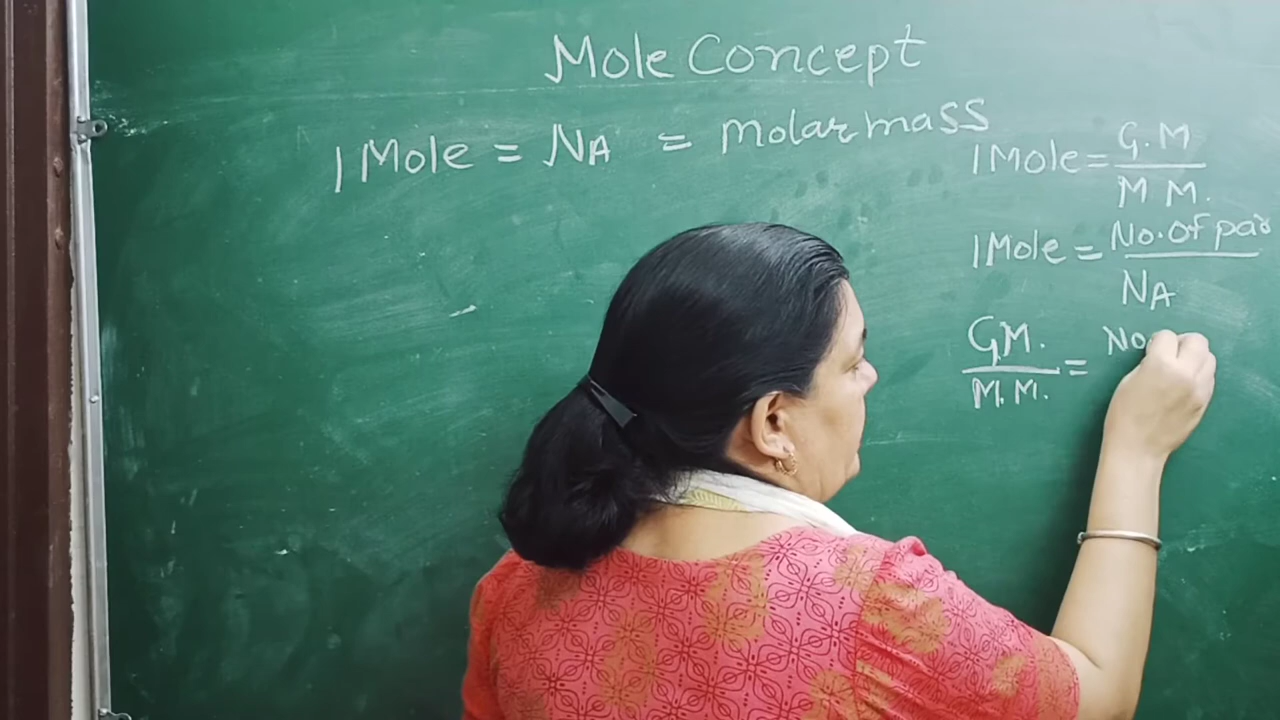 Mole Concept
1 Mole = NA = molar mass
1 Mole = G.M / M M.
1 Mole = No. of par / NA
G.M. / M. M. = No